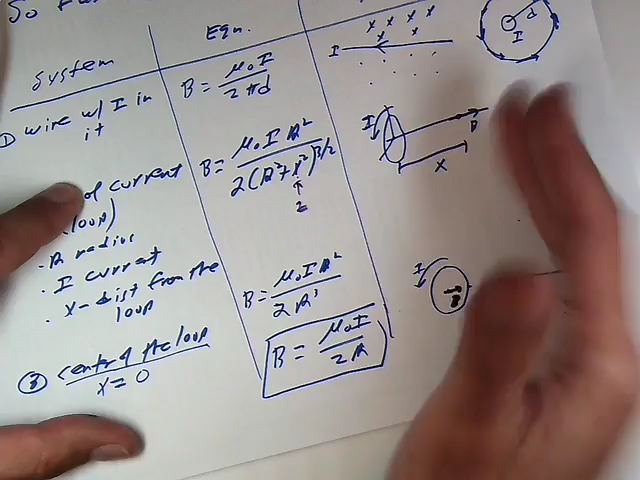 So
System
Eqn.
① wire w/ I in
it
B = μ₀I / 2πd
I
x x x x
x
d
I
of current
(loop)
B = μ₀IR² / 2(R²+x²)^3/2
2
I
B
x
· R radius
· I current
· x - dist from the
loop
B = μ₀IR² / 2R³
I
B
③ center of the loop
x = 0
B = μ₀I / 2R